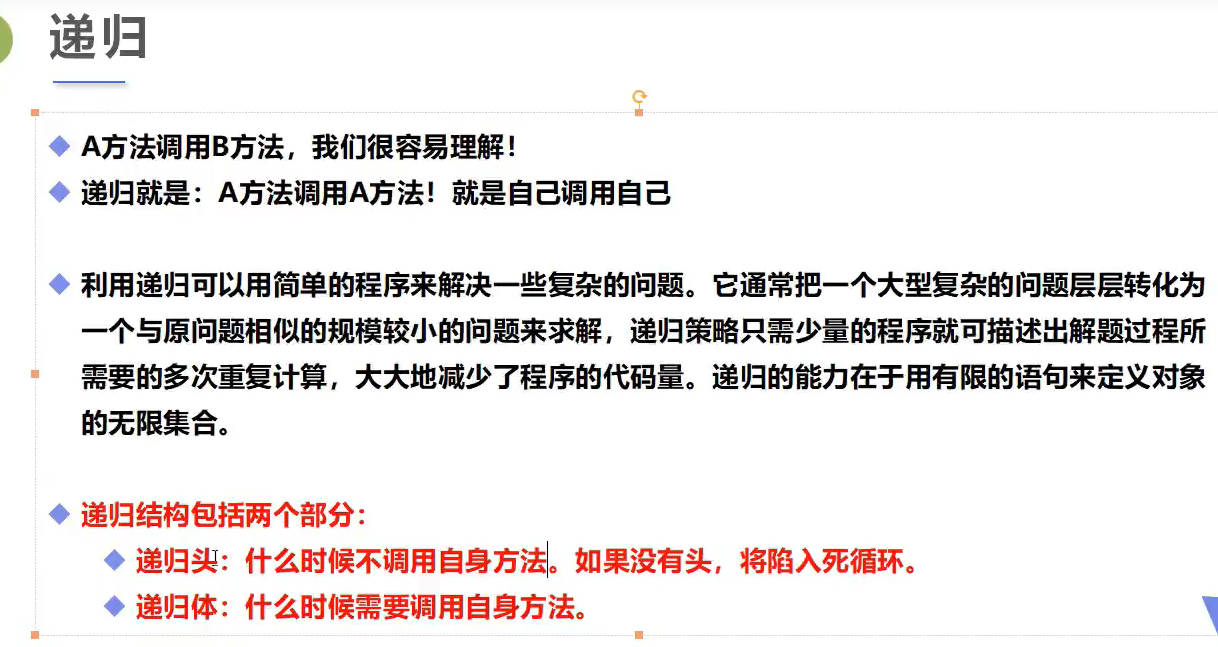 递归
A方法调用B方法，我们很容易理解！
递归就是：A方法调用A方法！就是自己调用自己
利用递归可以用简单的程序来解决一些复杂的问题。它通常把一个大型复杂的问题层层转化为
一个与原问题相似的规模较小的问题来求解，递归策略只需少量的程序就可描述出解题过程所
需要的多次重复计算，大大地减少了程序的代码量。递归的能力在于用有限的语句来定义对象
的无限集合。
递归结构包括两个部分：
递归头：什么时候不调用自身方法。如果没有头，将陷入死循环。
递归体：什么时候需要调用自身方法。